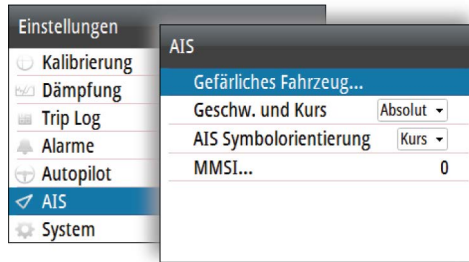 Einstellungen
Kalibrierung
Dämpfung
Trip Log
Alarme
Autopilot
AIS
System
AIS
Gefärliches Fahrzeug...
Geschw. und Kurs Absolut
AIS Symbolorientierung Kurs
MMSI... 0